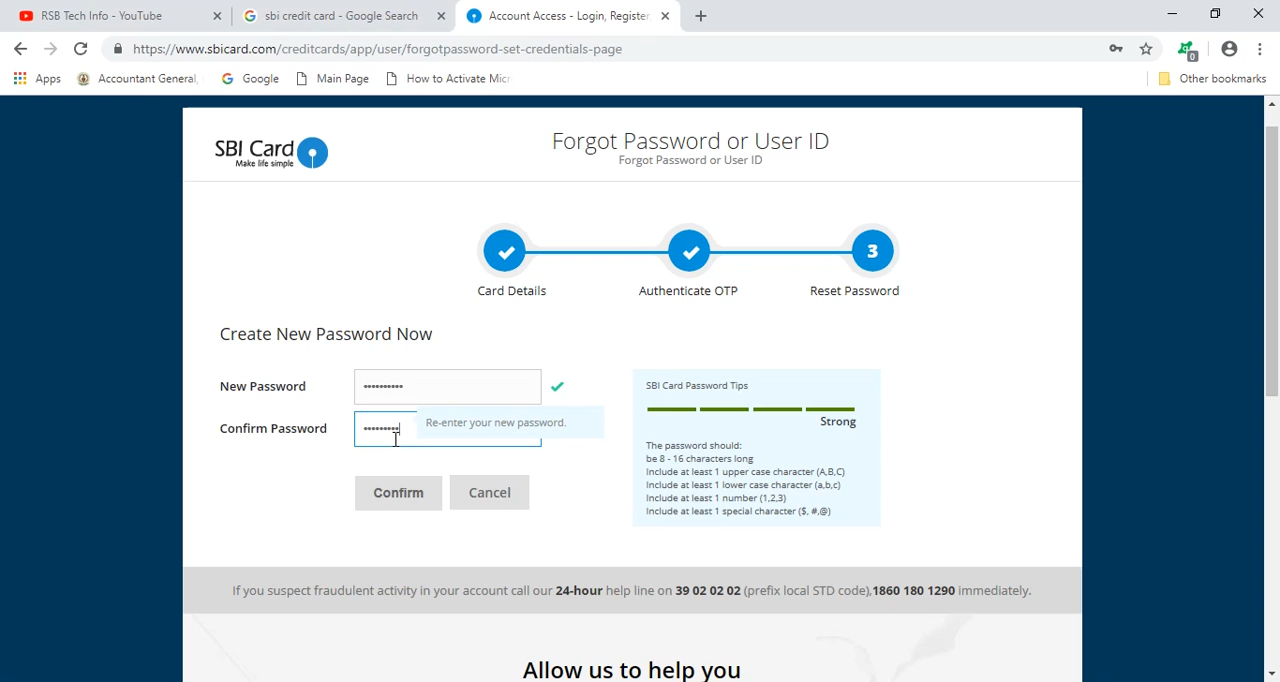 RSB Tech Info - YouTube
sbi credit card - Google Search
Account Access - Login, Register
https://www.sbicard.com/creditcards/app/user/forgotpassword-set-credentials-page
0
Apps
Accountant General,
Google
Main Page
How to Activate Micr
Other bookmarks
SBI Card
Make life simple
Forgot Password or User ID
Forgot Password or User ID
3
Card Details
Authenticate OTP
Reset Password
Create New Password Now
New Password
••••••••••
Confirm Password
•••••••••
Re-enter your new password.
Confirm
Cancel
SBI Card Password Tips
Strong
The password should:
be 8 - 16 characters long
Include at least 1 upper case character (A,B,C)
Include at least 1 lower case character (a,b,c)
Include at least 1 number (1,2,3)
Include at least 1 special character ($, #,@)
If you suspect fraudulent activity in your account call our 24-hour help line on 39 02 02 02 (prefix local STD code),1860 180 1290 immediately.
Allow us to help you